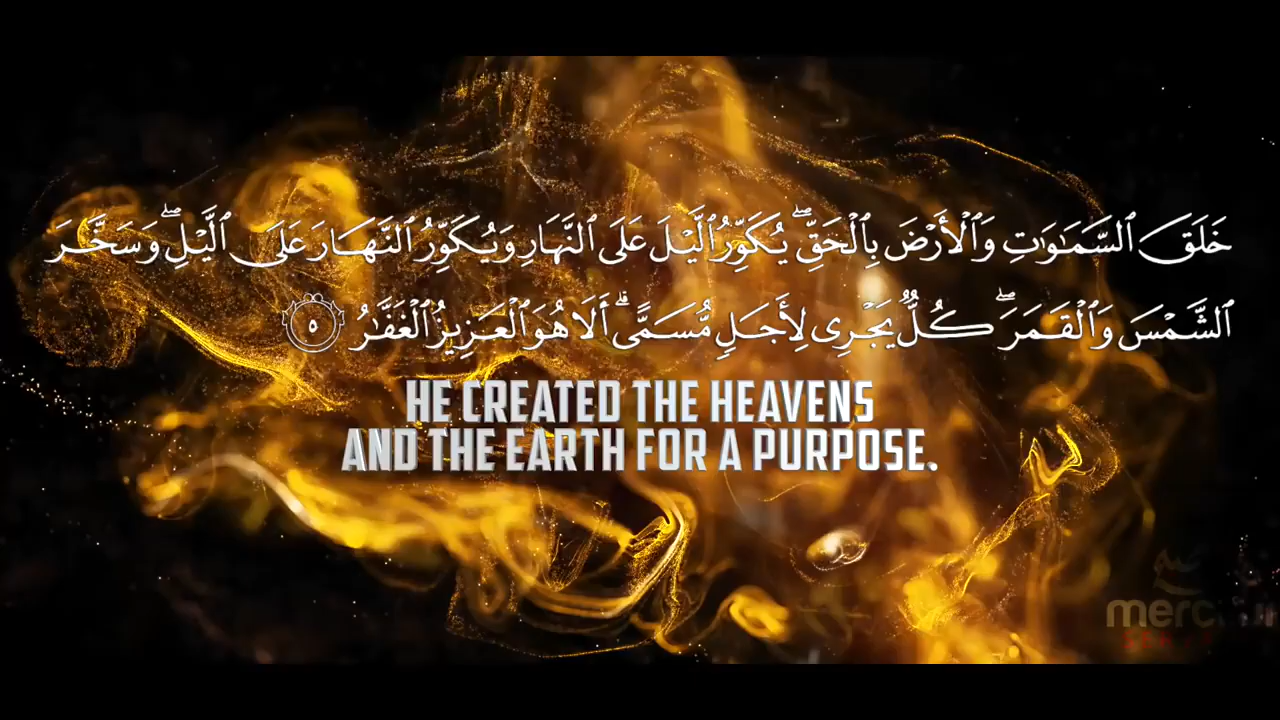 خَلَقَ ٱلسَّمَـٰوَٰتِ وَٱلْأَرْضَ بِٱلْحَقِّ ۖ يُكَوِّرُ ٱلَّيْلَ عَلَى ٱلنَّهَارِ وَيُكَوِّرُ ٱلنَّهَارَ عَلَى ٱلَّيْلِ ۖ وَسَخَّرَ
ٱلشَّمْسَ وَٱلْقَمَرَ ۖ كُلٌّ يَجْرِى لِأَجَلٍ مُّسَمًّى ۗ أَلَا هُوَ ٱلْعَزِيزُ ٱلْغَفَّـٰرُ ٥
HE CREATED THE HEAVENS
AND THE EARTH FOR A PURPOSE.